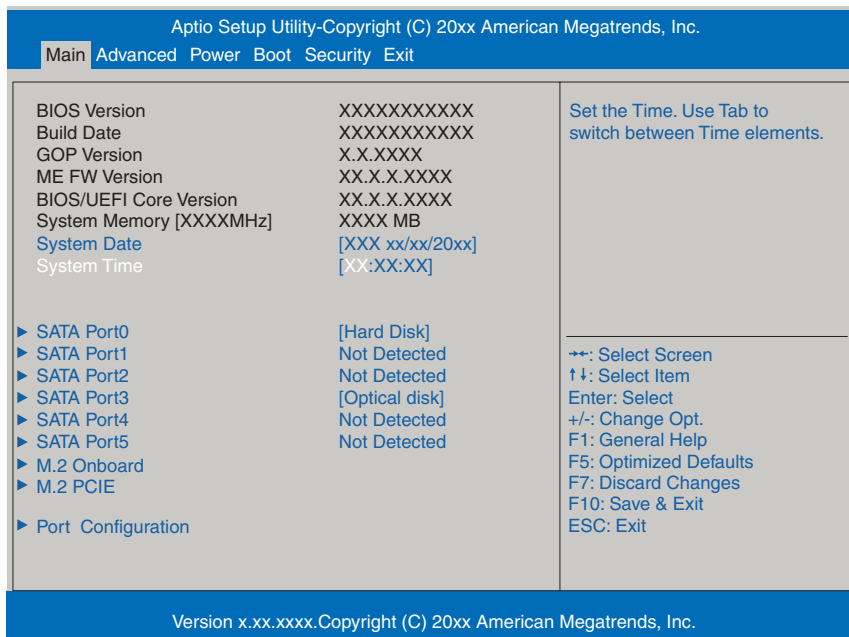 Aptio Setup Utility-Copyright (C) 20xx American Megatrends, Inc.
Main Advanced Power Boot Security Exit
BIOS Version XXXXXXXXXXX
Build Date XXXXXXXXXXX
GOP Version X.X.XXXX
ME FW Version XX.X.X.XXXX
BIOS/UEFI Core Version XX.X.X.XXXX
System Memory [XXXXMHz] XXXX MB
System Date [XXX xx/xx/20xx]
System Time [XX:XX:XX]
SATA Port0 [Hard Disk]
SATA Port1 Not Detected
SATA Port2 Not Detected
SATA Port3 [Optical disk]
SATA Port4 Not Detected
SATA Port5 Not Detected
M.2 Onboard
M.2 PCIE
Port Configuration
Set the Time. Use Tab to
switch between Time elements.
→←: Select Screen
↑↓: Select Item
Enter: Select
+/-: Change Opt.
F1: General Help
F5: Optimized Defaults
F7: Discard Changes
F10: Save & Exit
ESC: Exit
Version x.xx.xxxx.Copyright (C) 20xx American Megatrends, Inc.